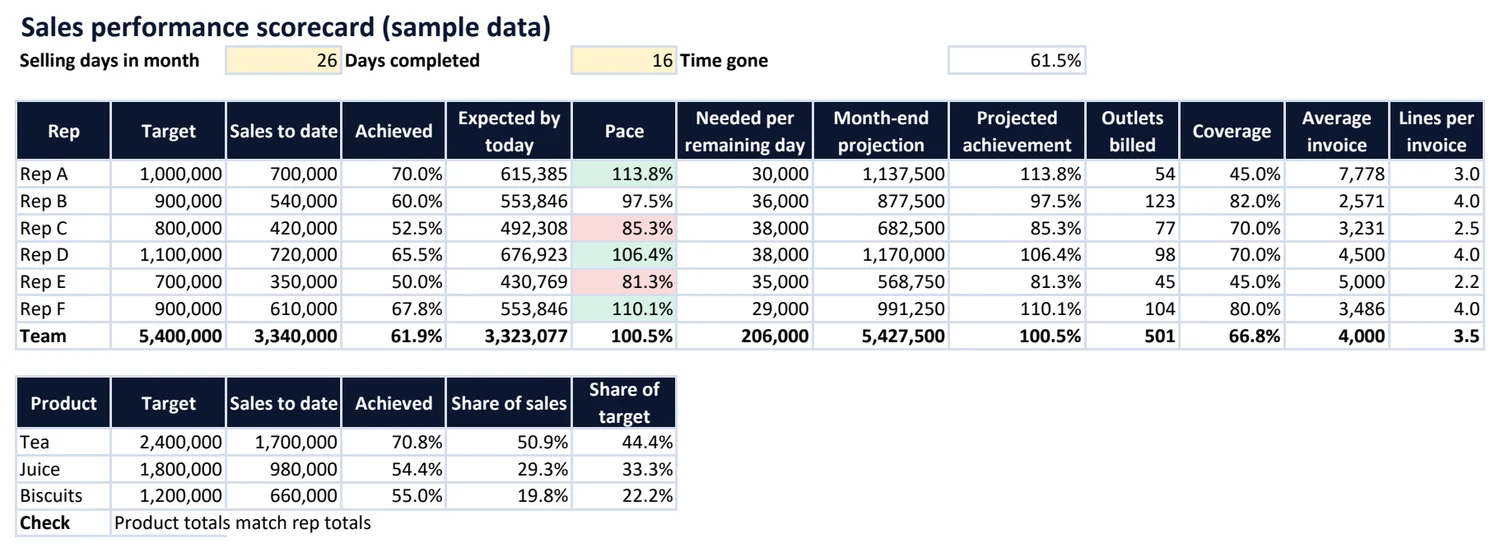 Sales performance scorecard (sample data)
Selling days in month 26 Days completed 16 Time gone 61.5%
Rep Target Sales to date Achieved Expected by today Pace Needed per remaining day Month-end projection Projected achievement Outlets billed Coverage Average invoice Lines per invoice
Rep A 1,000,000 700,000 70.0% 615,385 113.8% 30,000 1,137,500 113.8% 54 45.0% 7,778 3.0
Rep B 900,000 540,000 60.0% 553,846 97.5% 36,000 877,500 97.5% 123 82.0% 2,571 4.0
Rep C 800,000 420,000 52.5% 492,308 85.3% 38,000 682,500 85.3% 77 70.0% 3,231 2.5
Rep D 1,100,000 720,000 65.5% 676,923 106.4% 38,000 1,170,000 106.4% 98 70.0% 4,500 4.0
Rep E 700,000 350,000 50.0% 430,769 81.3% 35,000 568,750 81.3% 45 45.0% 5,000 2.2
Rep F 900,000 610,000 67.8% 553,846 110.1% 29,000 991,250 110.1% 104 80.0% 3,486 4.0
Team 5,400,000 3,340,000 61.9% 3,323,077 100.5% 206,000 5,427,500 100.5% 501 66.8% 4,000 3.5
Product Target Sales to date Achieved Share of sales Share of target
Tea 2,400,000 1,700,000 70.8% 50.9% 44.4%
Juice 1,800,000 980,000 54.4% 29.3% 33.3%
Biscuits 1,200,000 660,000 55.0% 19.8% 22.2%
Check Product totals match rep totals